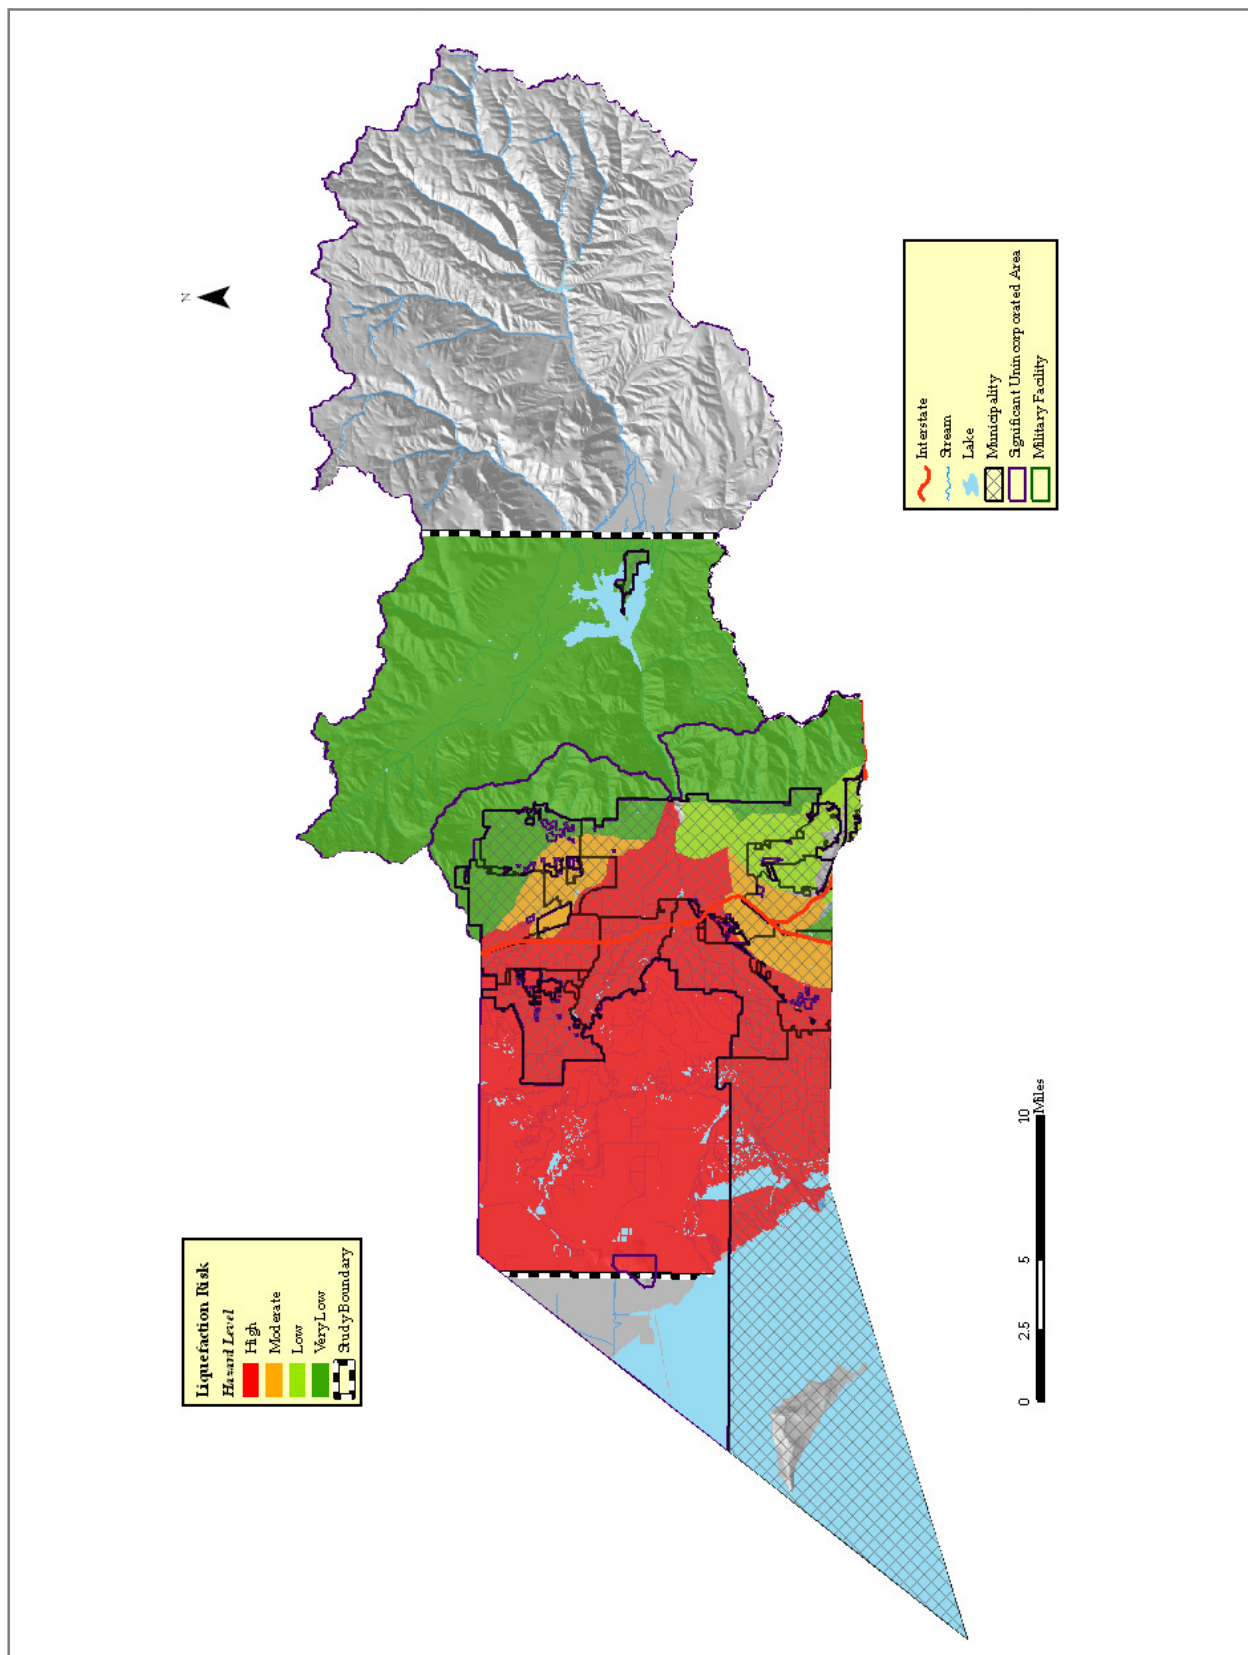 N
Interstate
Stream
Lake
Municipality
Significant Unincorporated Area
Military Facility
Liquefaction Risk
Hazard Level
High
Moderate
Low
Very Low
Study Boundary
0 2.5 5 10
Miles